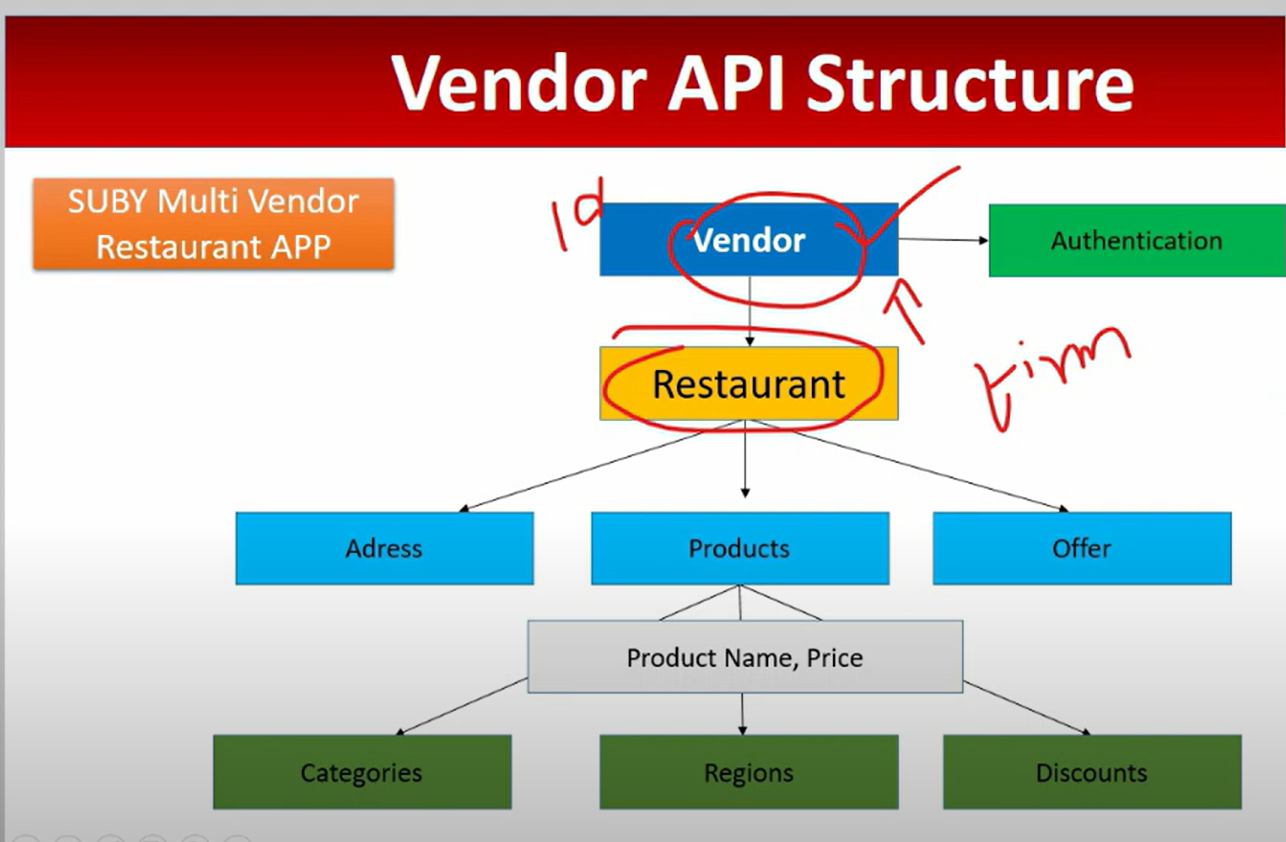 Vendor API Structure
SUBY Multi Vendor
Restaurant APP
Id
Vendor
Authentication
Restaurant
firm
Adress
Products
Offer
Product Name, Price
Categories
Regions
Discounts